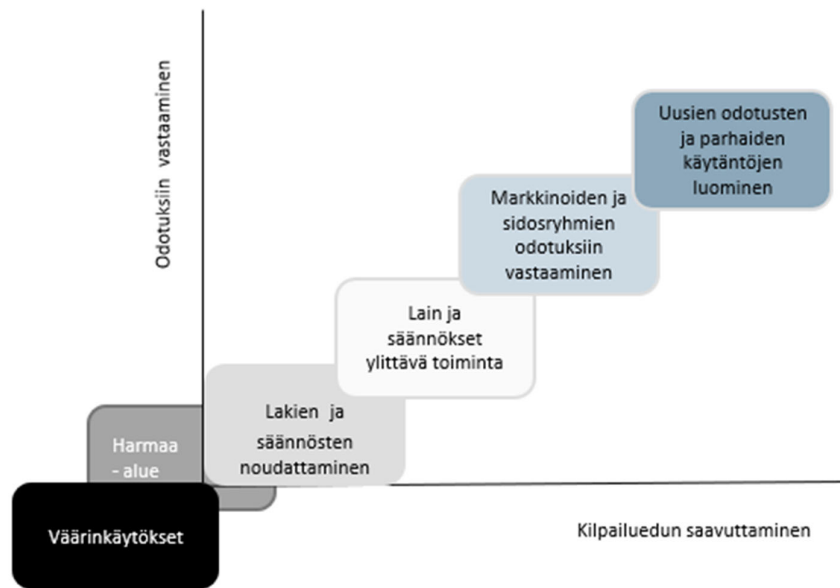 Odotuksiin vastaaminen
Uusien odotusten
ja parhaiden
käytäntöjen
luominen
Markkinoiden ja
sidosryhmien
odotuksiin
vastaaminen
Lain ja
säännökset
ylittävä toiminta
Lakien ja
säännösten
noudattaminen
Harmaa
- alue
Väärinkäytökset
Kilpailuedun saavuttaminen